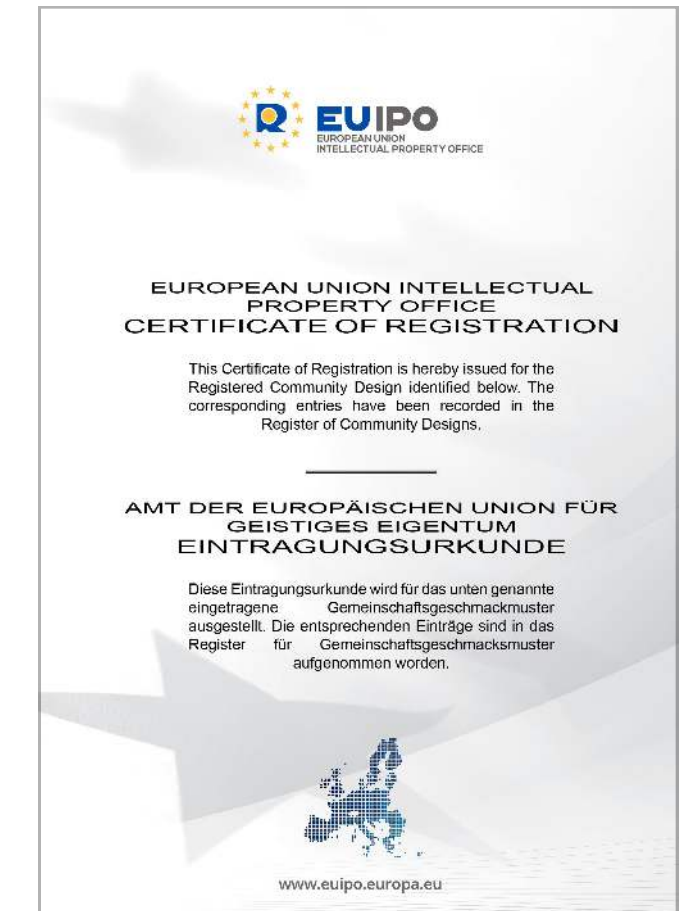 EUIPO
EUROPEAN UNION
INTELLECTUAL PROPERTY OFFICE
EUROPEAN UNION INTELLECTUAL
PROPERTY OFFICE
CERTIFICATE OF REGISTRATION
This Certificate of Registration is hereby issued for the
Registered Community Design identified below. The
corresponding entries have been recorded in the
Register of Community Designs.
AMT DER EUROPÄISCHEN UNION FÜR
GEISTIGES EIGENTUM
EINTRAGUNGSURKUNDE
Diese Eintragungsurkunde wird für das unten genannte
eingetragene Gemeinschaftsgeschmackmuster
ausgestellt. Die entsprechenden Einträge sind in das
Register für Gemeinschaftsgeschmacksmuster
aufgenommen worden.
www.euipo.europa.eu